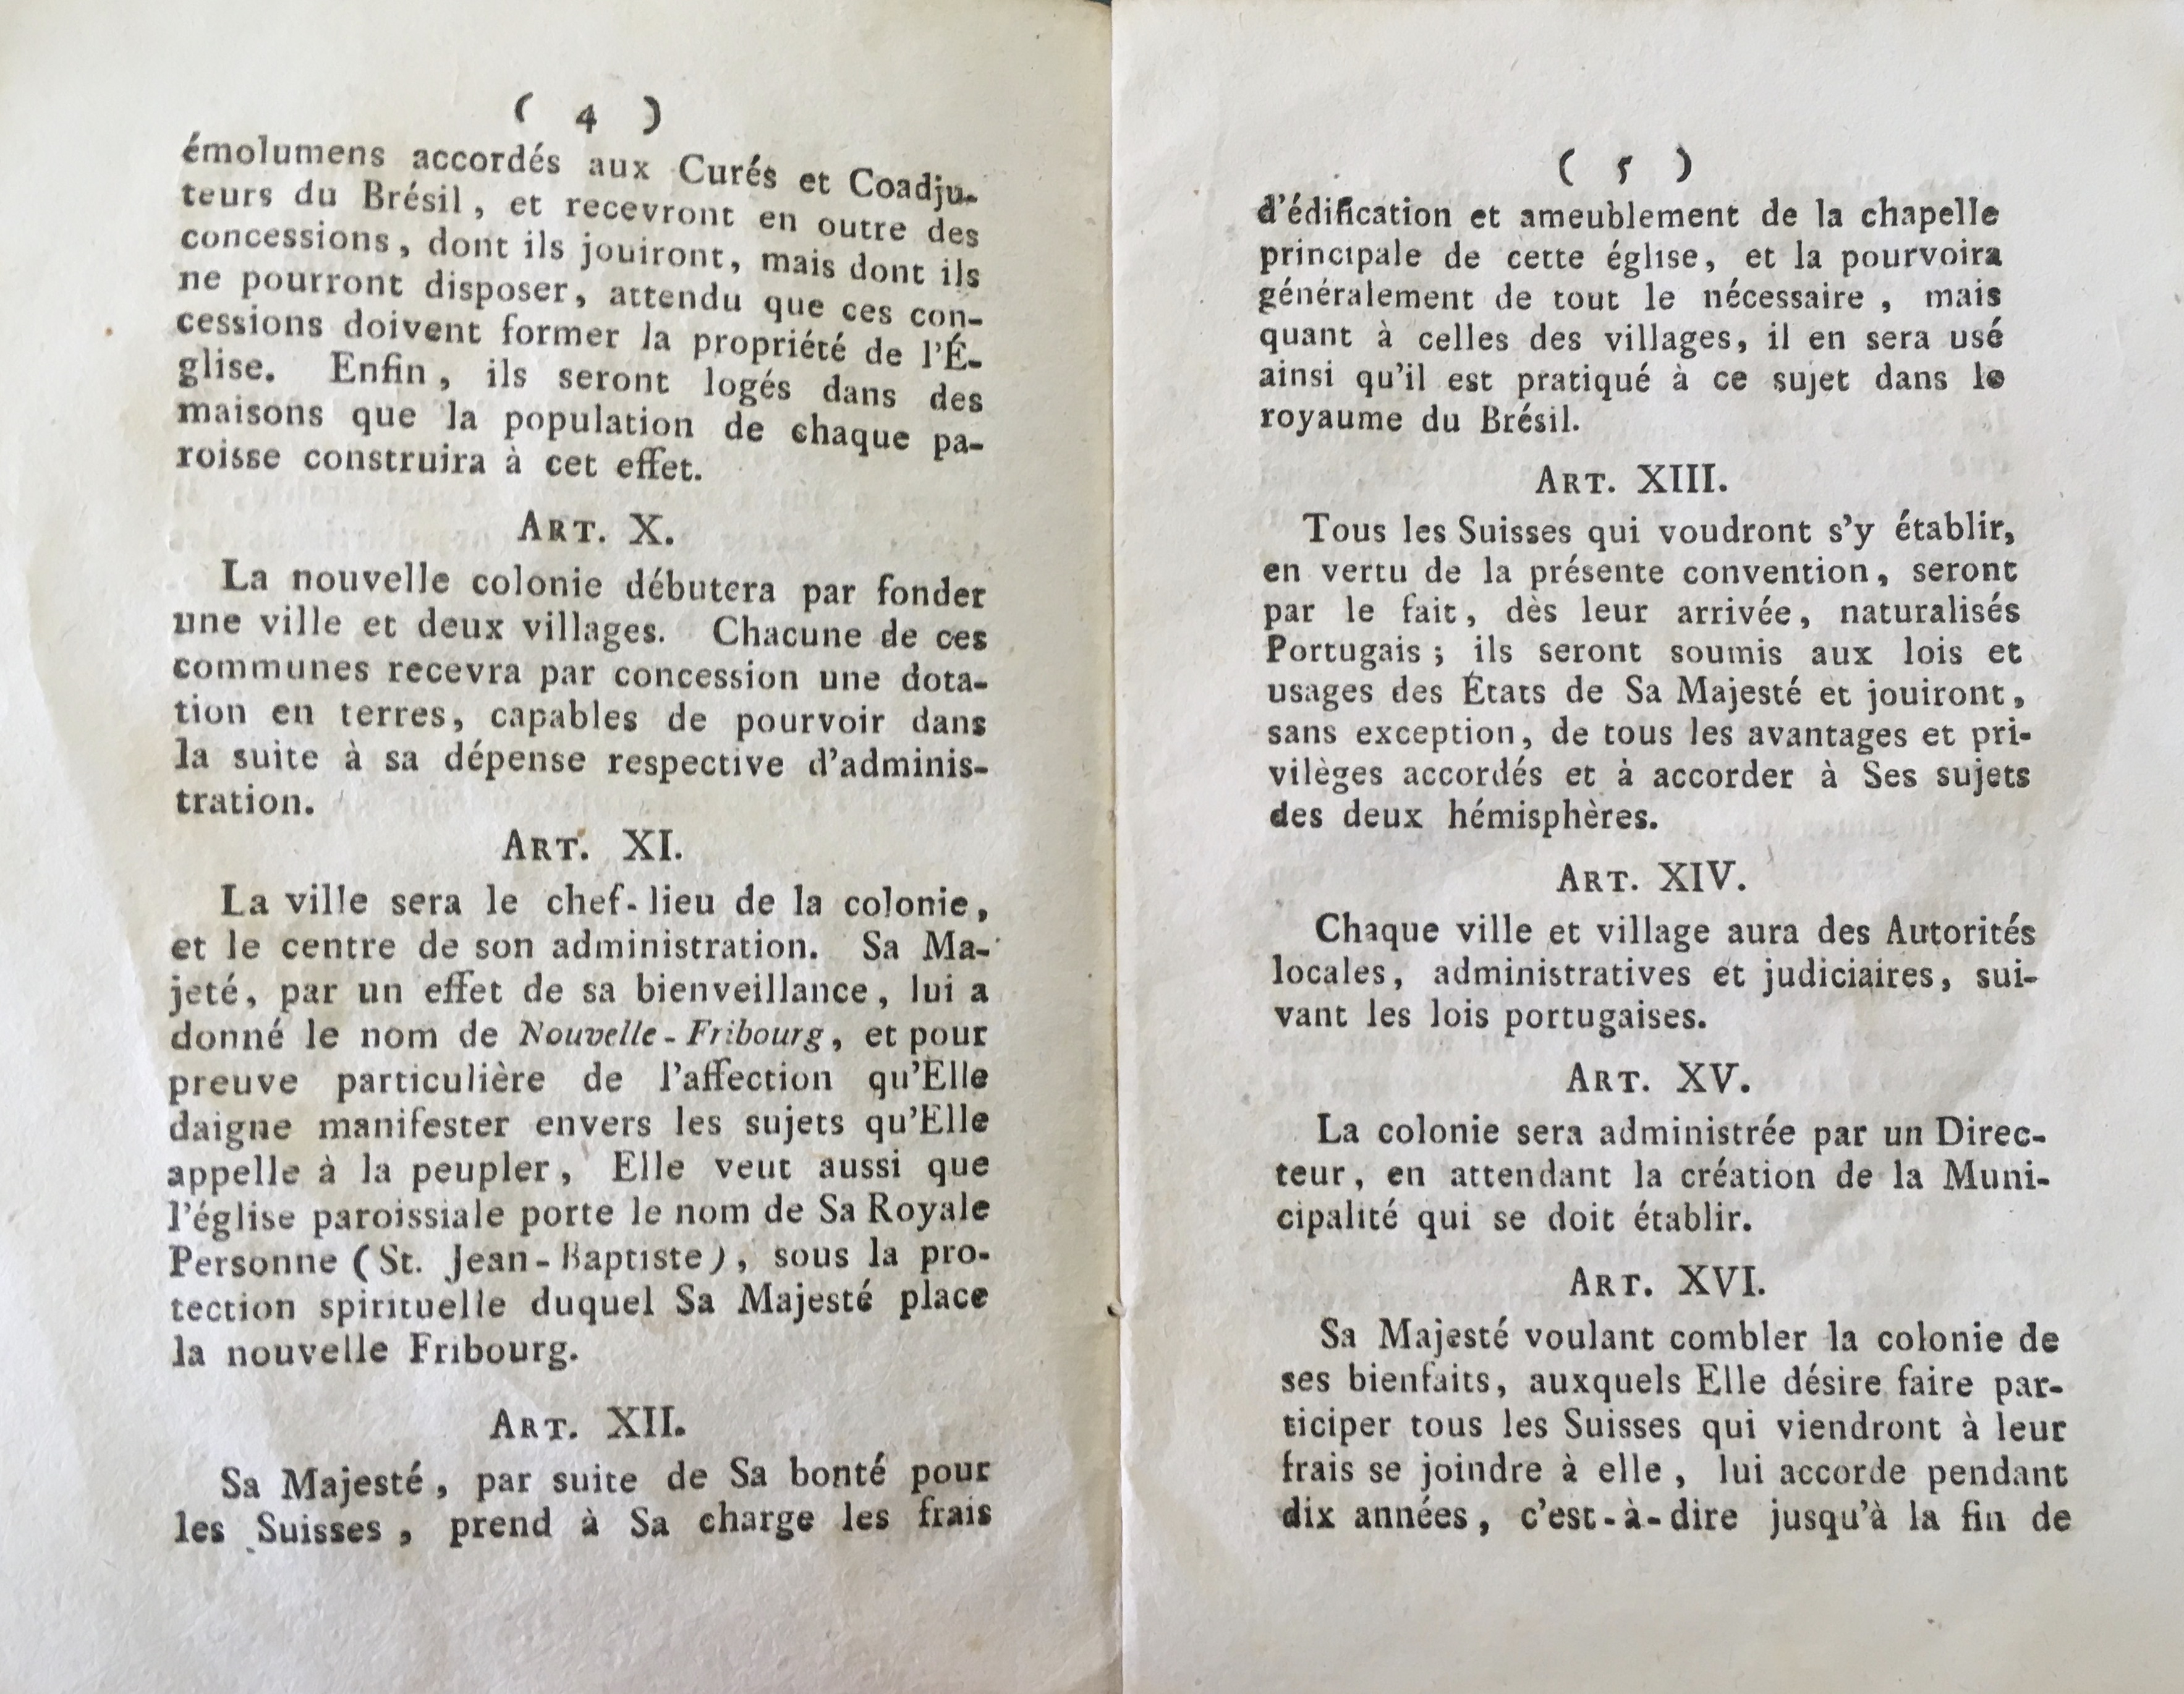 ( 4 )
émolumens accordés aux Curés et Coadju-
teurs du Brésil, et recevront en outre des
concessions, dont ils jouiront, mais dont ils
ne pourront disposer, attendu que ces con-
cessions doivent former la propriété de l'É-
glise. Enfin, ils seront logés dans des
maisons que la population de chaque pa-
roisse construira à cet effet.
ART. X.
La nouvelle colonie débutera par fonder
une ville et deux villages. Chacune de ces
communes recevra par concession une dota-
tion en terres, capables de pourvoir dans
la suite à sa dépense respective d'adminis-
tration.
ART. XI.
La ville sera le chef-lieu de la colonie,
et le centre de son administration. Sa Ma-
jeté, par un effet de sa bienveillance, lui a
donné le nom de Nouvelle-Fribourg, et pour
preuve particulière de l'affection qu'Elle
daigne manifester envers les sujets qu'Elle
appelle à la peupler, Elle veut aussi que
l'église paroissiale porte le nom de Sa Royale
Personne (St. Jean-Baptiste), sous la pro-
tection spirituelle duquel Sa Majesté place
la nouvelle Fribourg.
ART. XII.
Sa Majesté, par suite de Sa bonté pour
les Suisses, prend à Sa charge les frais
( 5 )
d'édification et ameublement de la chapelle
principale de cette église, et la pourvoira
généralement de tout le nécessaire, mais
quant à celles des villages, il en sera usé
ainsi qu'il est pratiqué à ce sujet dans le
royaume du Brésil.
ART. XIII.
Tous les Suisses qui voudront s'y établir,
en vertu de la présente convention, seront
par le fait, dès leur arrivée, naturalisés
Portugais; ils seront soumis aux lois et
usages des États de Sa Majesté et jouiront,
sans exception, de tous les avantages et pri-
vilèges accordés et à accorder à Ses sujets
des deux hémisphères.
ART. XIV.
Chaque ville et village aura des Autorités
locales, administratives et judiciaires, sui-
vant les lois portugaises.
ART. XV.
La colonie sera administrée par un Direc-
teur, en attendant la création de la Muni-
cipalité qui se doit établir.
ART. XVI.
Sa Majesté voulant combler la colonie de
ses bienfaits, auxquels Elle désire faire par-
ticiper tous les Suisses qui viendront à leur
frais se joindre à elle, lui accorde pendant
dix années, c'est-à-dire jusqu'à la fin de